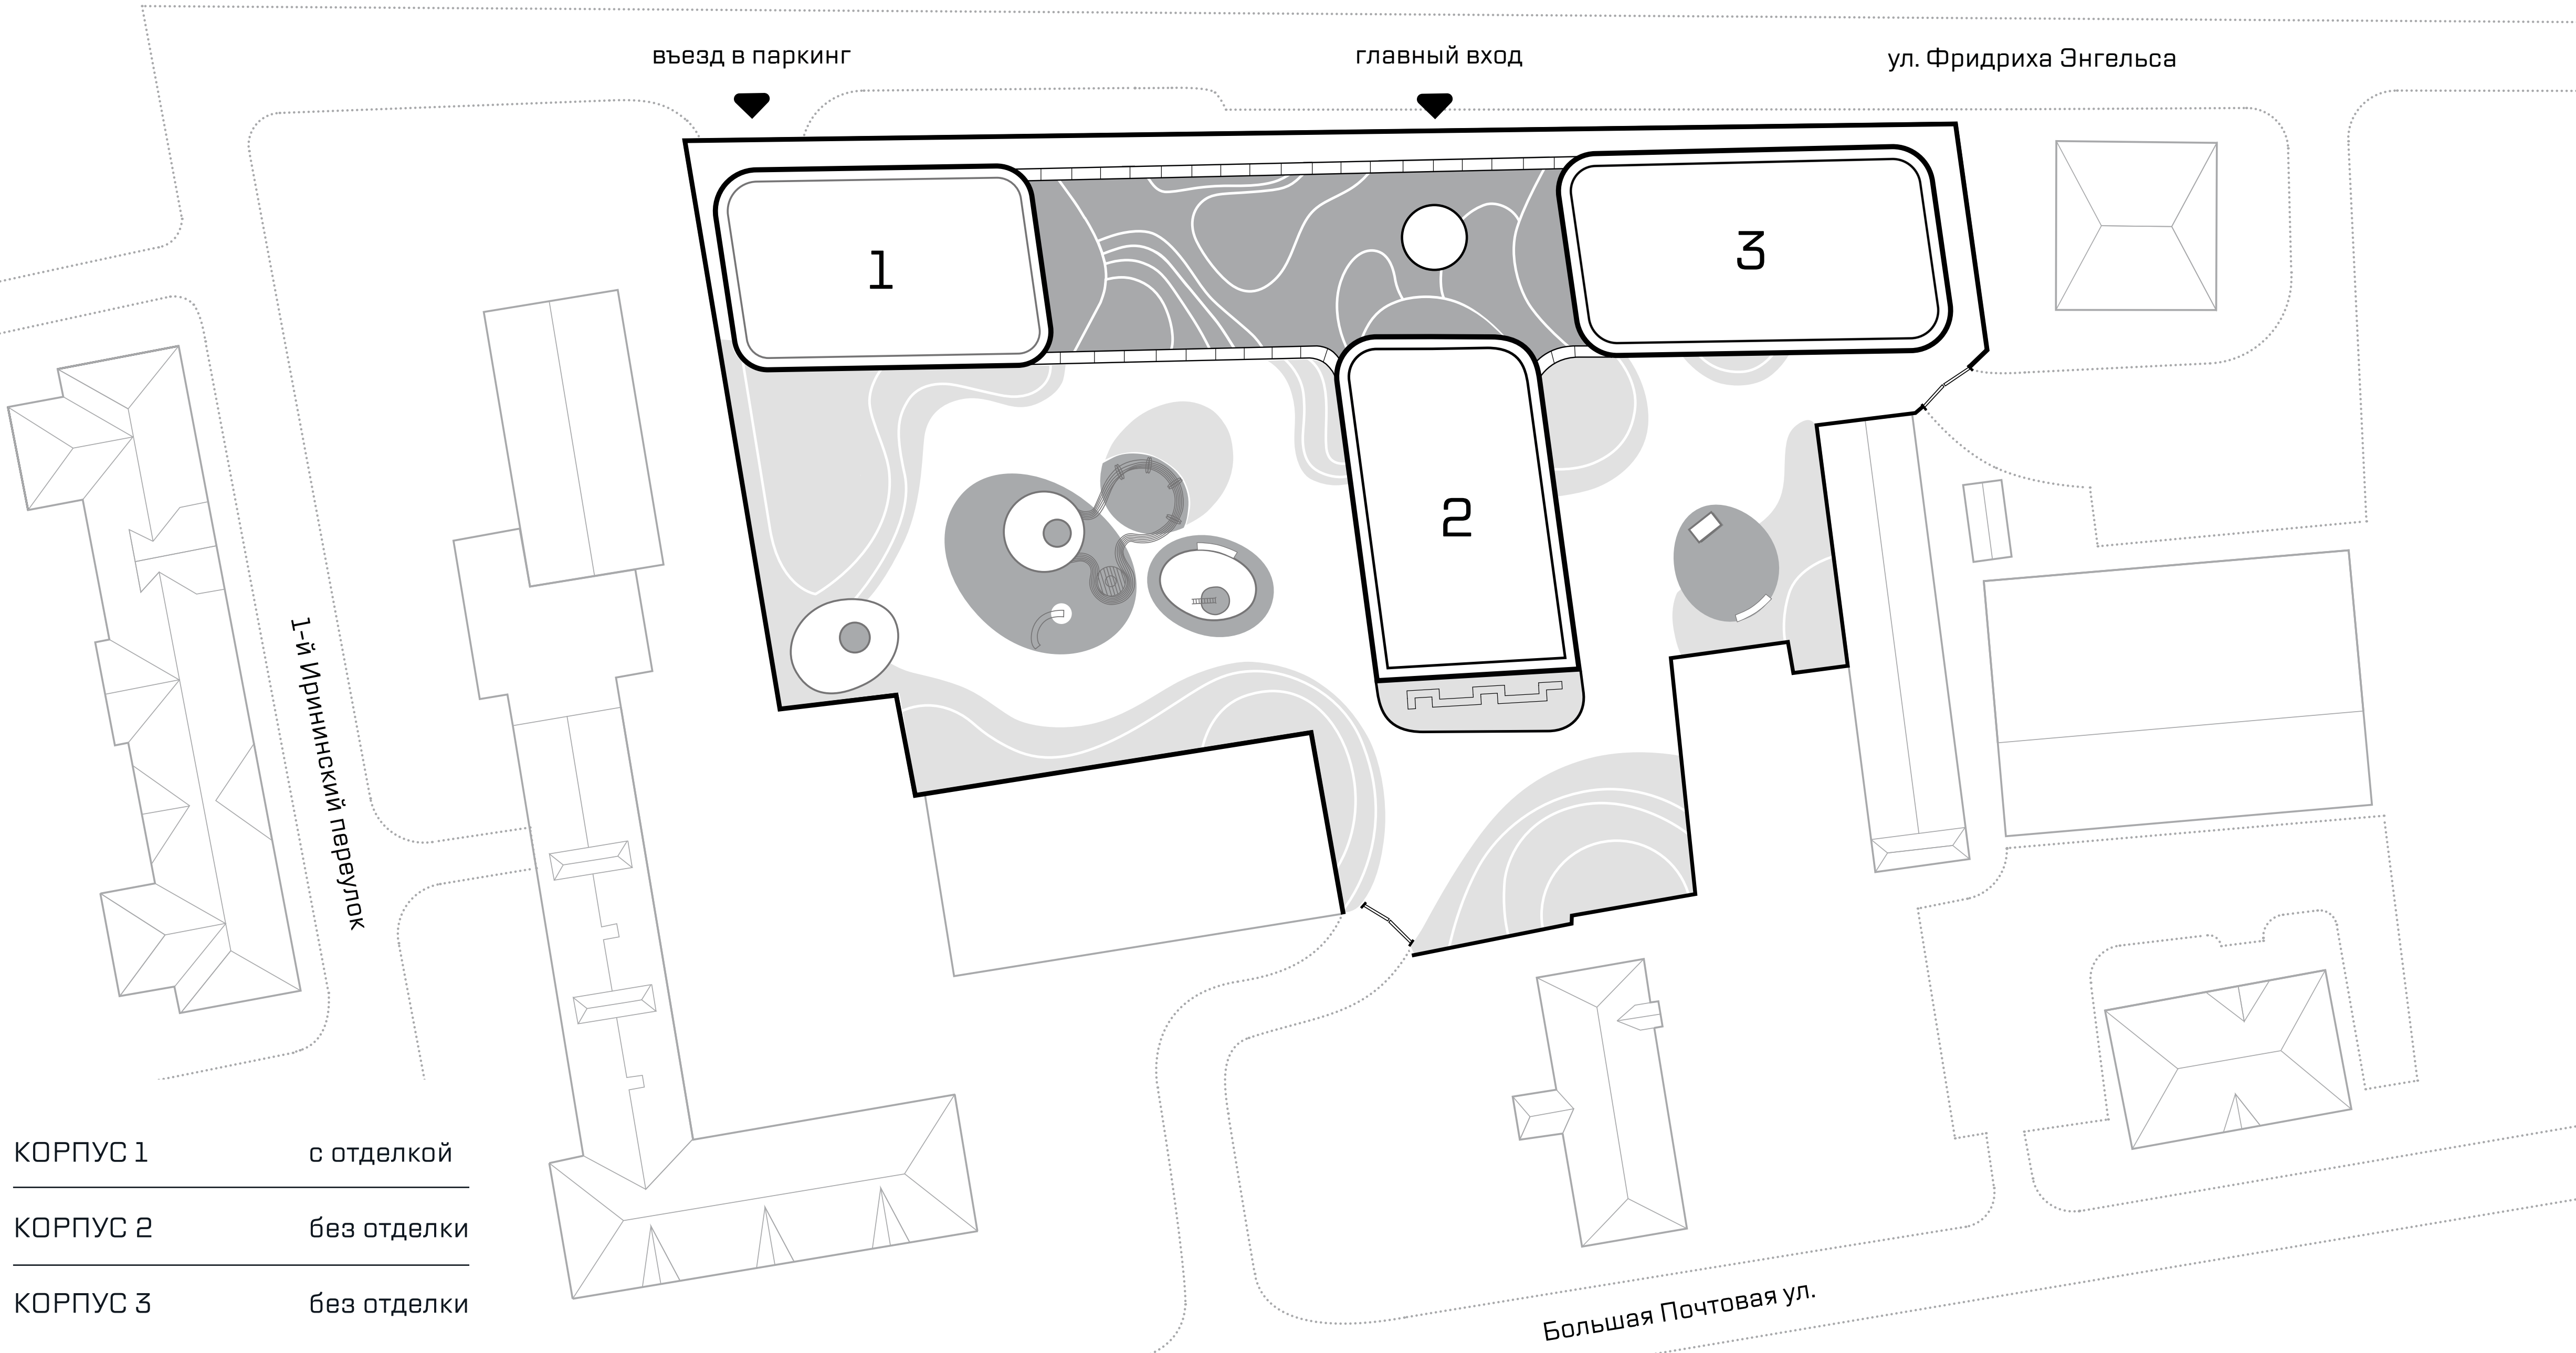 въезд в паркинг
главный вход
ул. Фридриха Энгельса
1
3
2
1-й Ирининский переулок
КОРПУС 1 с отделкой
КОРПУС 2 без отделки
КОРПУС 3 без отделки
Большая Почтовая ул.